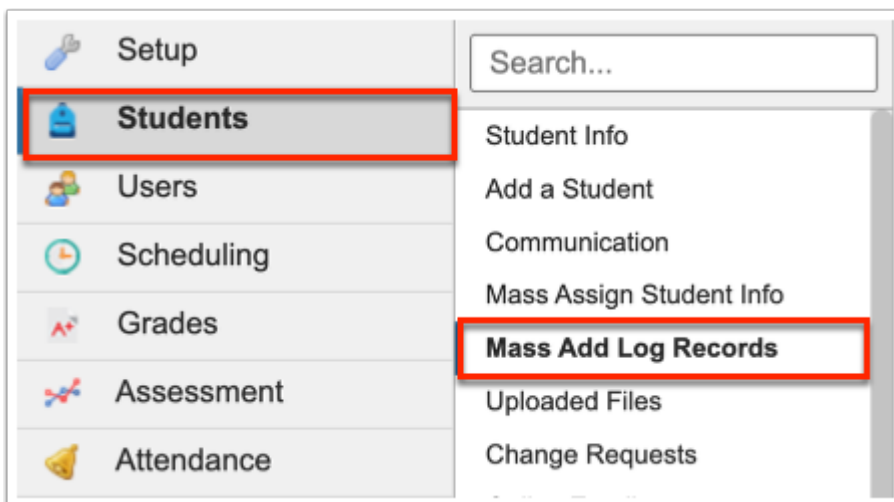 Setup
Students
Users
Scheduling
A+
Grades
Assessment
Attendance
Search...
Student Info
Add a Student
Communication
Mass Assign Student Info
Mass Add Log Records
Uploaded Files
Change Requests